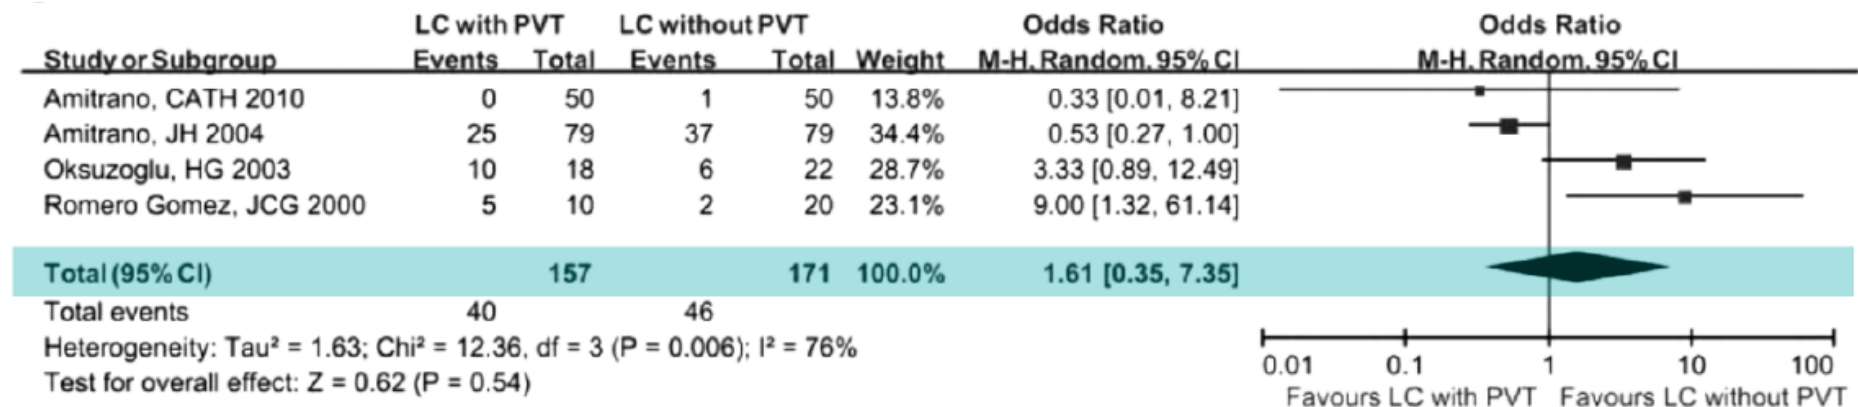 LC with PVT LC without PVT Odds Ratio Odds Ratio
Study or Subgroup Events Total Events Total Weight M-H, Random, 95% CI M-H, Random, 95% CI
Amitrano, CATH 2010 0 50 1 50 13.8% 0.33 [0.01, 8.21]
Amitrano, JH 2004 25 79 37 79 34.4% 0.53 [0.27, 1.00]
Oksuzoglu, HG 2003 10 18 6 22 28.7% 3.33 [0.89, 12.49]
Romero Gomez, JCG 2000 5 10 2 20 23.1% 9.00 [1.32, 61.14]
Total (95% CI) 157 171 100.0% 1.61 [0.35, 7.35]
Total events 40 46
Heterogeneity: Tau² = 1.63; Chi² = 12.36, df = 3 (P = 0.006); I² = 76%
Test for overall effect: Z = 0.62 (P = 0.54)
0.01 0.1 1 10 100
Favours LC with PVT Favours LC without PVT